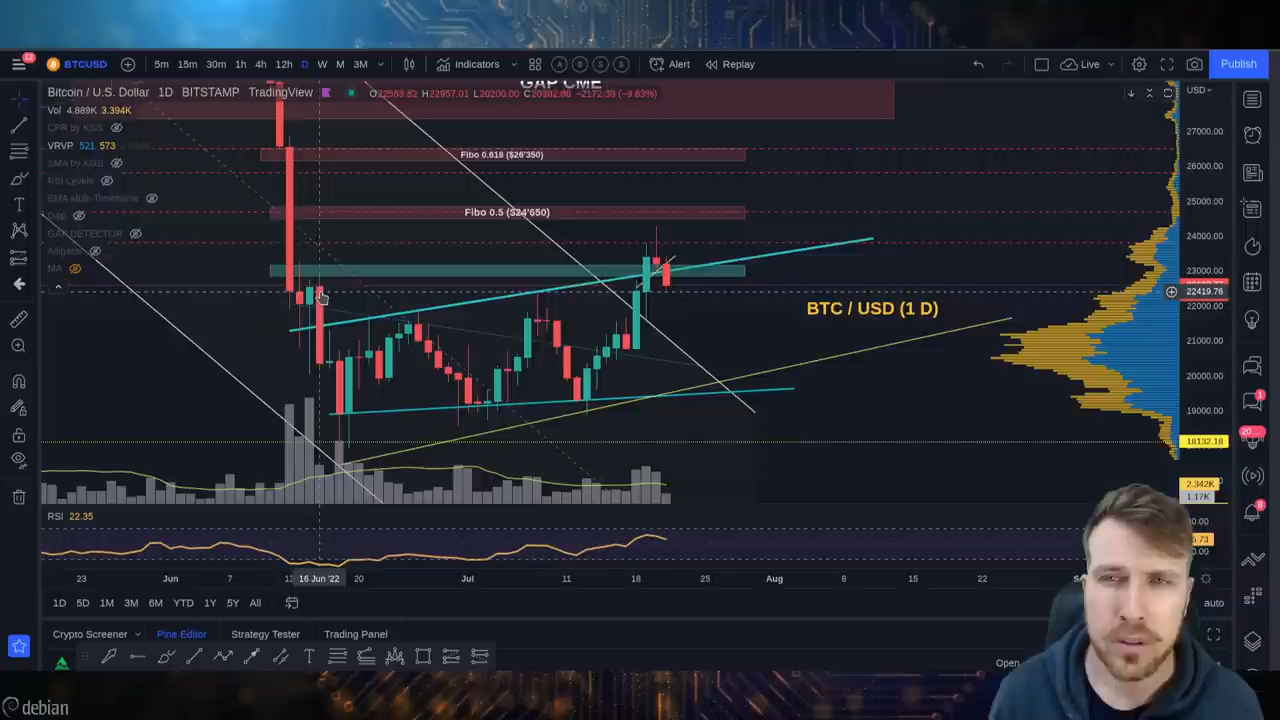 12
BTCUSD
5m 15m 30m 1h 4h 12h D W M 3M
Indicators
A B S S
Alert
Replay
Live
Publish
GAP CME
Bitcoin / U.S. Dollar 1D BITSTAMP TradingView
O22563.82 H22957.01 L20200.00 C20382.88 −2172.39 (−9.63%)
USD
Vol 4.889K 3.394K
CPR by KGS
VRVP 521 573
SMA by KGS
RSI Levels
EMA Multi Timeframe
Gap
GAP DETECTOR
Alligator
MA
Fibo 0.618 ($26'350)
Fibo 0.5 ($24'650)
BTC / USD (1 D)
27000.00
26000.00
25000.00
24000.00
23000.00
22419.76
22000.00
21000.00
20000.00
19000.00
18132.18
2.342K
1.17K
RSI 22.35
23 Jun 7 16 Jun '22 20 Jul 11 18 25 Aug 8 15 22
1D 5D 1M 3M 6M YTD 1Y 5Y All
auto
Crypto Screener Pine Editor Strategy Tester Trading Panel
Open
1
20...
8
debian